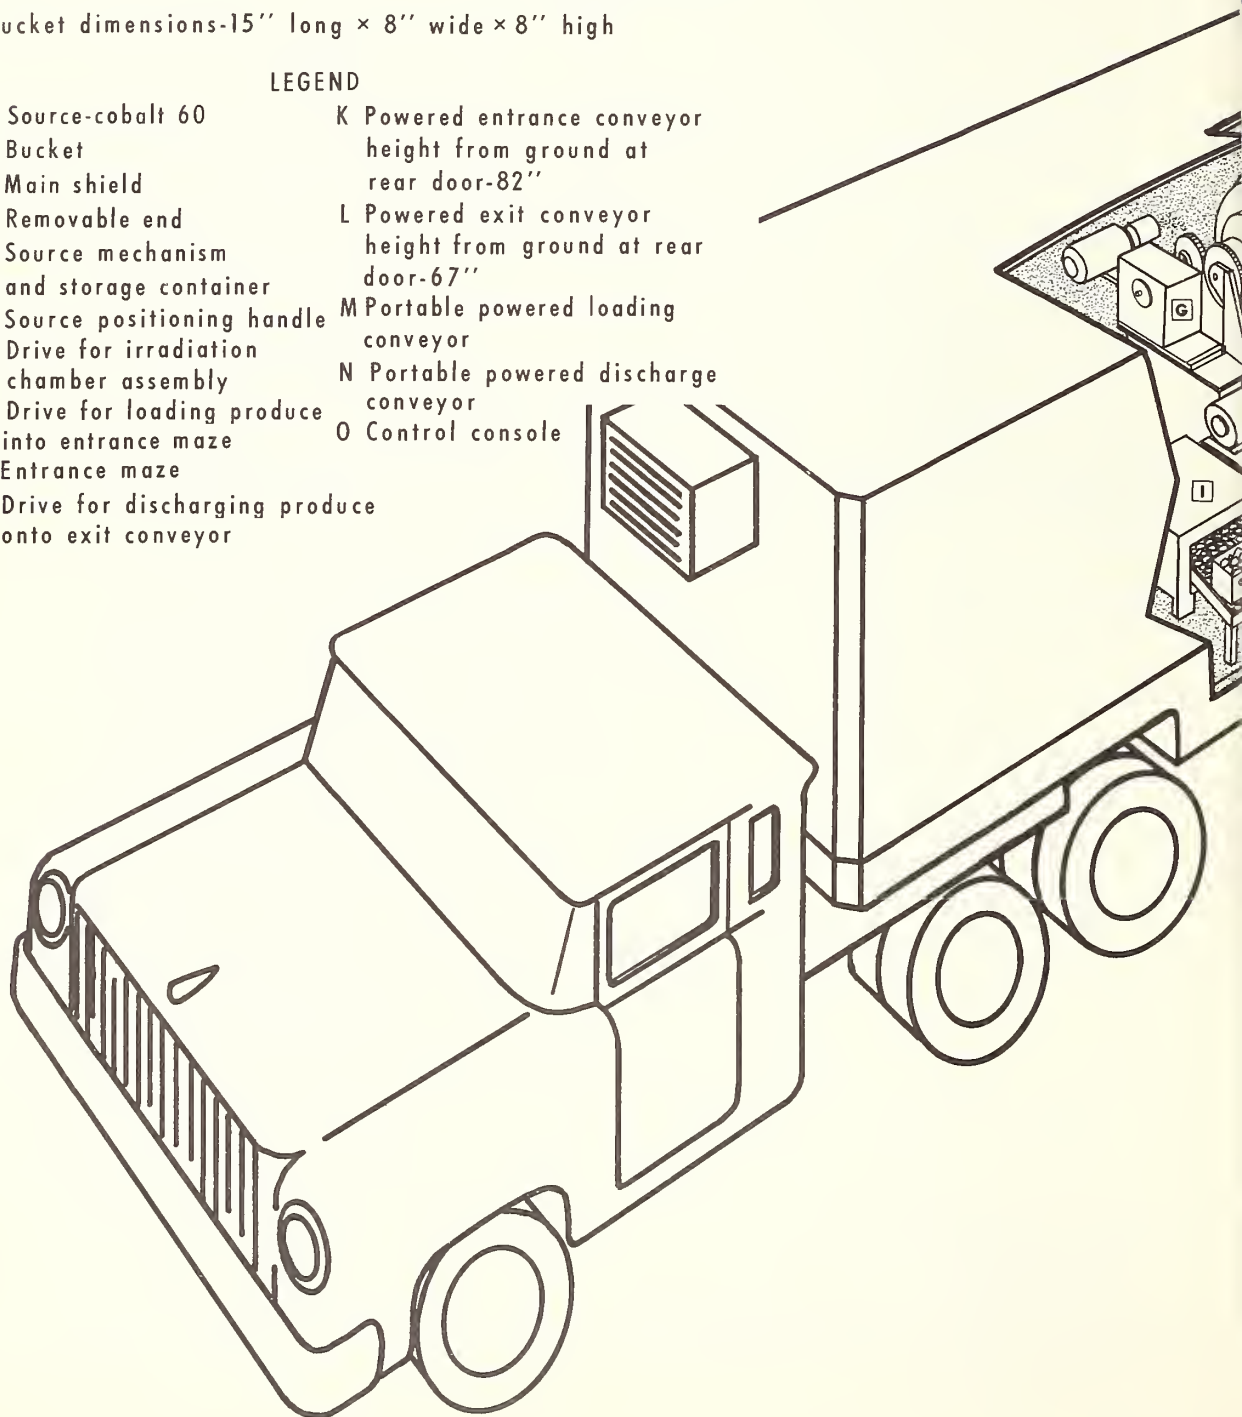 ucket dimensions-15'' long × 8'' wide × 8'' high
LEGEND
Source-cobalt 60
Bucket
Main shield
Removable end
Source mechanism
and storage container
Source positioning handle
Drive for irradiation
chamber assembly
Drive for loading produce
into entrance maze
Entrance maze
Drive for discharging produce
onto exit conveyor
K Powered entrance conveyor
height from ground at
rear door-82''
L Powered exit conveyor
height from ground at rear
door-67''
M Portable powered loading
conveyor
N Portable powered discharge
conveyor
O Control console
G
I